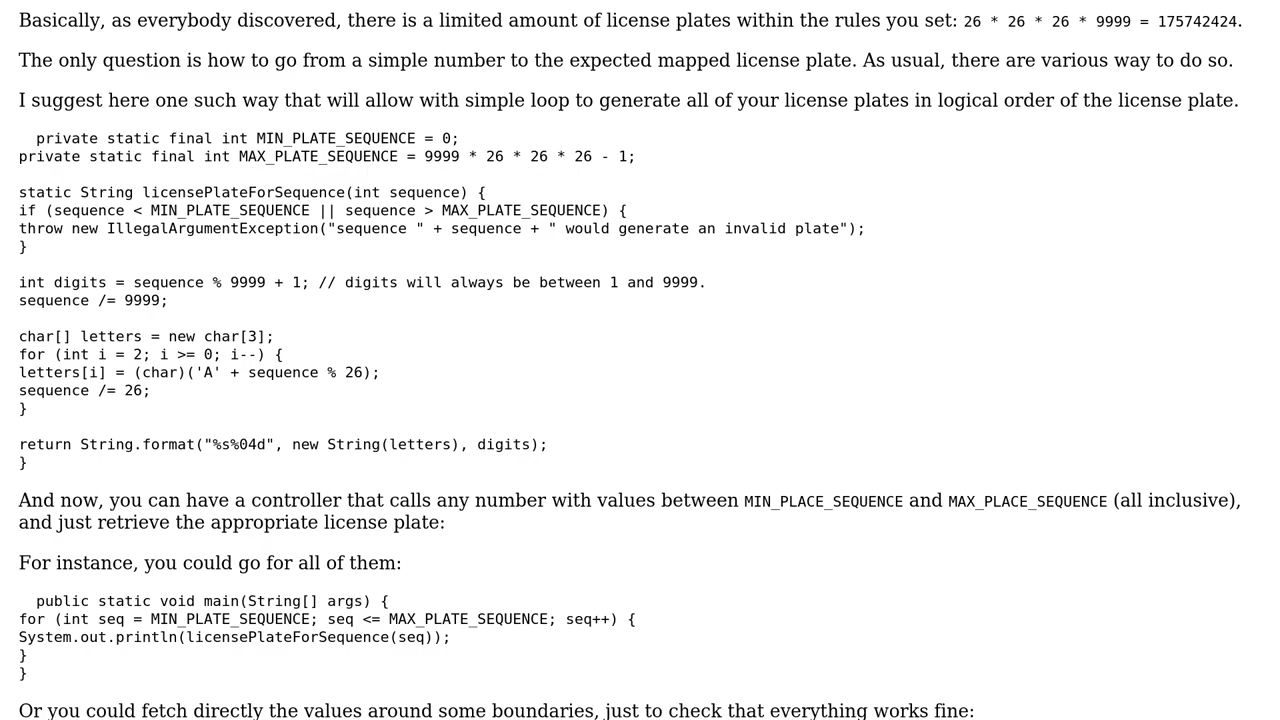 Basically, as everybody discovered, there is a limited amount of license plates within the rules you set: 26 * 26 * 26 * 9999 = 175742424.
The only question is how to go from a simple number to the expected mapped license plate. As usual, there are various way to do so.
I suggest here one such way that will allow with simple loop to generate all of your license plates in logical order of the license plate.
private static final int MIN_PLATE_SEQUENCE = 0;
private static final int MAX_PLATE_SEQUENCE = 9999 * 26 * 26 * 26 - 1;
static String licensePlateForSequence(int sequence) {
if (sequence < MIN_PLATE_SEQUENCE || sequence > MAX_PLATE_SEQUENCE) {
throw new IllegalArgumentException("sequence " + sequence + " would generate an invalid plate");
}
int digits = sequence % 9999 + 1; // digits will always be between 1 and 9999.
sequence /= 9999;
char[] letters = new char[3];
for (int i = 2; i >= 0; i--) {
letters[i] = (char)('A' + sequence % 26);
sequence /= 26;
}
return String.format("%s%04d", new String(letters), digits);
}
And now, you can have a controller that calls any number with values between MIN_PLACE_SEQUENCE and MAX_PLACE_SEQUENCE (all inclusive),
and just retrieve the appropriate license plate:
For instance, you could go for all of them:
public static void main(String[] args) {
for (int seq = MIN_PLATE_SEQUENCE; seq <= MAX_PLATE_SEQUENCE; seq++) {
System.out.println(licensePlateForSequence(seq));
}
}
Or you could fetch directly the values around some boundaries, just to check that everything works fine: